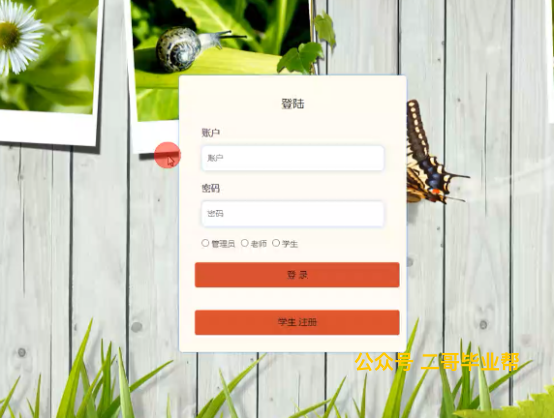 登陆
账户
账户
密码
密码
管理员 老师 学生
登 录
学生 注册
公众号 二哥毕业帮